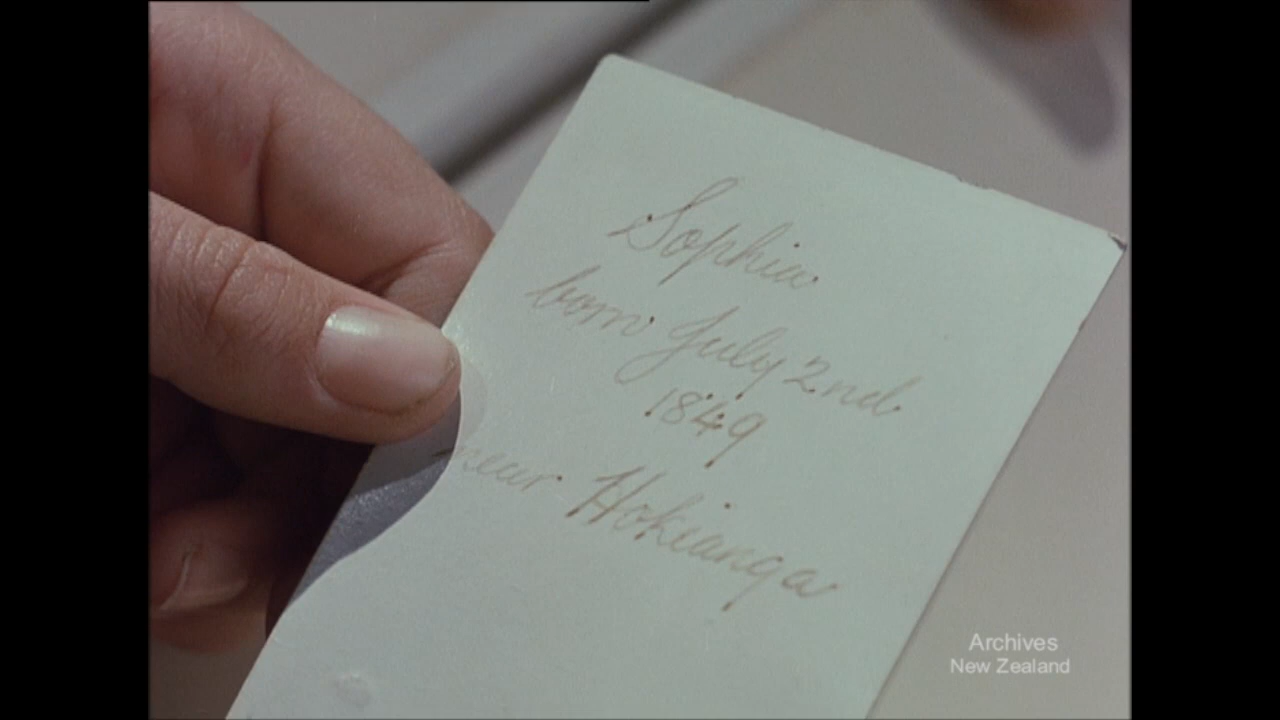 Sophia
born July 2nd
1849
near Hokianga
Archives
New Zealand